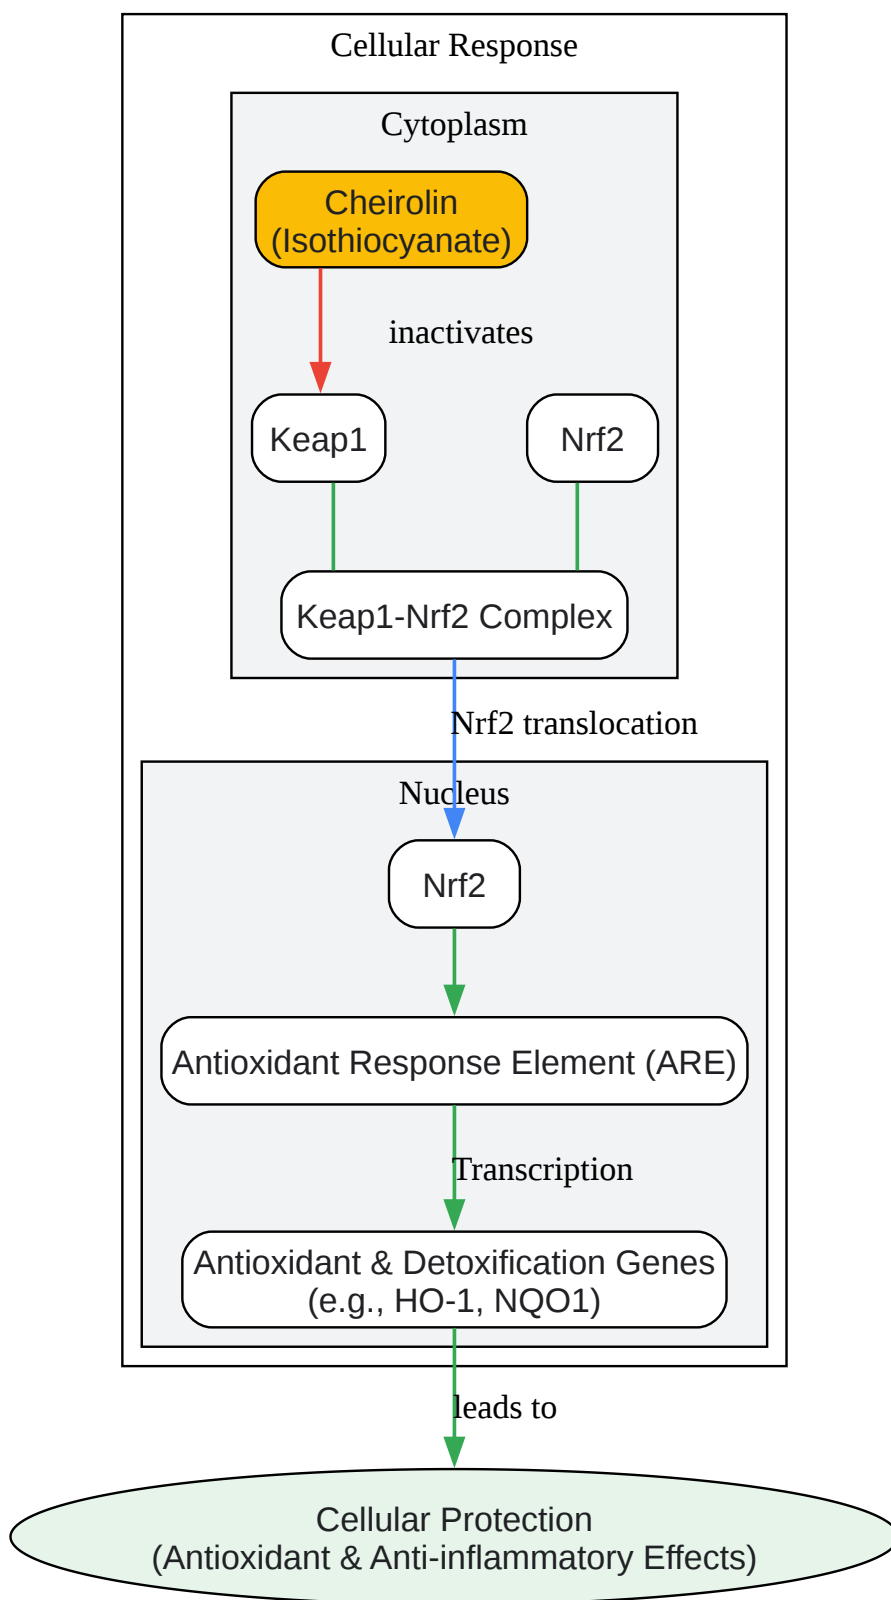 Cellular Response
Cytoplasm
Cheirolin
(Isothiocyanate)
inactivates
Keap1
Nrf2
Keap1-Nrf2 Complex
Nrf2 translocation
Nucleus
Nrf2
Antioxidant Response Element (ARE)
Transcription
Antioxidant & Detoxification Genes
(e.g., HO-1, NQO1)
leads to
Cellular Protection
(Antioxidant & Anti-inflammatory Effects)